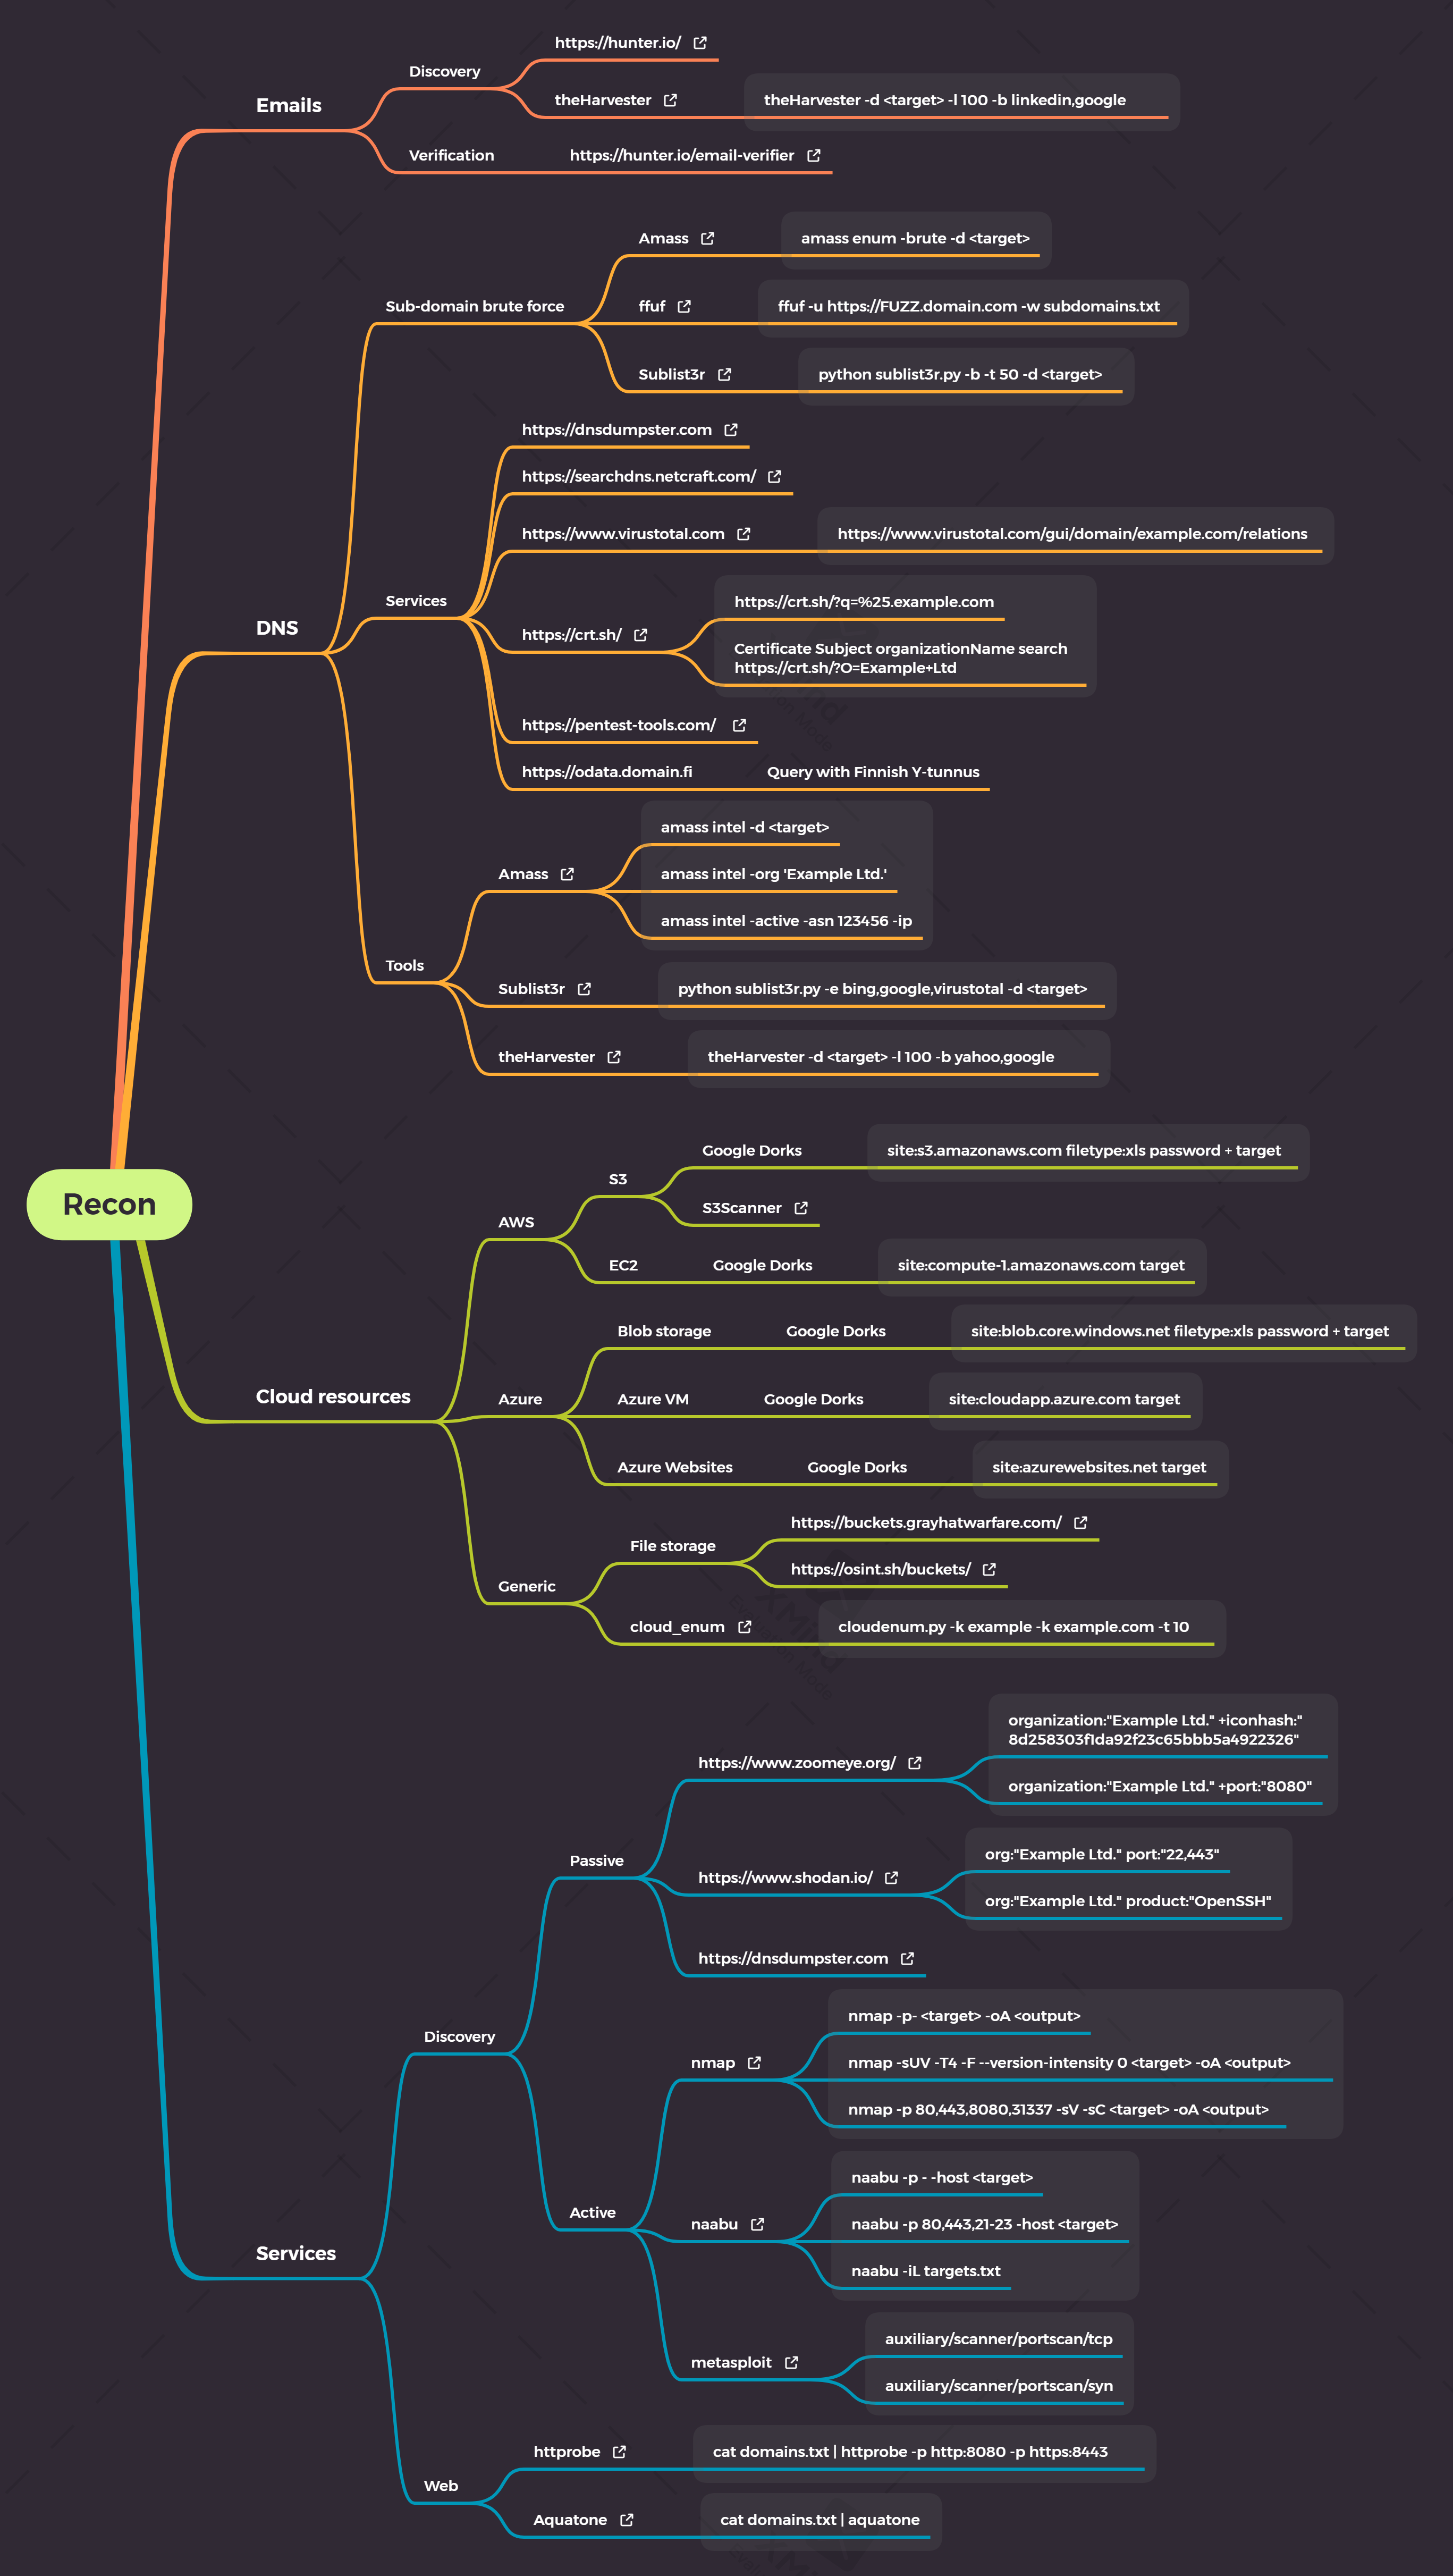 Recon
Emails
Discovery
https://hunter.io/
theHarvester
theHarvester -d <target> -l 100 -b linkedin,google
Verification
https://hunter.io/email-verifier
DNS
Sub-domain brute force
Amass
amass enum -brute -d <target>
ffuf
ffuf -u https://FUZZ.domain.com -w subdomains.txt
Sublist3r
python sublist3r.py -b -t 50 -d <target>
Services
https://dnsdumpster.com
https://searchdns.netcraft.com/
https://www.virustotal.com
https://www.virustotal.com/gui/domain/example.com/relations
https://crt.sh/
https://crt.sh/?q=%25.example.com
Certificate Subject organizationName search
https://crt.sh/?O=Example+Ltd
https://pentest-tools.com/
https://odata.domain.fi
Query with Finnish Y-tunnus
Tools
Amass
amass intel -d <target>
amass intel -org 'Example Ltd.'
amass intel -active -asn 123456 -ip
Sublist3r
python sublist3r.py -e bing,google,virustotal -d <target>
theHarvester
theHarvester -d <target> -l 100 -b yahoo,google
Cloud resources
AWS
S3
Google Dorks
site:s3.amazonaws.com filetype:xls password + target
S3Scanner
EC2
Google Dorks
site:compute-1.amazonaws.com target
Azure
Blob storage
Google Dorks
site:blob.core.windows.net filetype:xls password + target
Azure VM
Google Dorks
site:cloudapp.azure.com target
Azure Websites
Google Dorks
site:azurewebsites.net target
Generic
File storage
https://buckets.grayhatwarfare.com/
https://osint.sh/buckets/
cloud_enum
cloudenum.py -k example -k example.com -t 10
Services
Discovery
Passive
https://www.zoomeye.org/
organization:"Example Ltd." +iconhash:"
8d258303f1da92f23c65bbb5a4922326"
organization:"Example Ltd." +port:"8080"
https://www.shodan.io/
org:"Example Ltd." port:"22,443"
org:"Example Ltd." product:"OpenSSH"
https://dnsdumpster.com
Active
nmap
nmap -p- <target> -oA <output>
nmap -sUV -T4 -F --version-intensity 0 <target> -oA <output>
nmap -p 80,443,8080,31337 -sV -sC <target> -oA <output>
naabu
naabu -p - -host <target>
naabu -p 80,443,21-23 -host <target>
naabu -iL targets.txt
metasploit
auxiliary/scanner/portscan/tcp
auxiliary/scanner/portscan/syn
Web
httprobe
cat domains.txt | httprobe -p http:8080 -p https:8443
Aquatone
cat domains.txt | aquatone